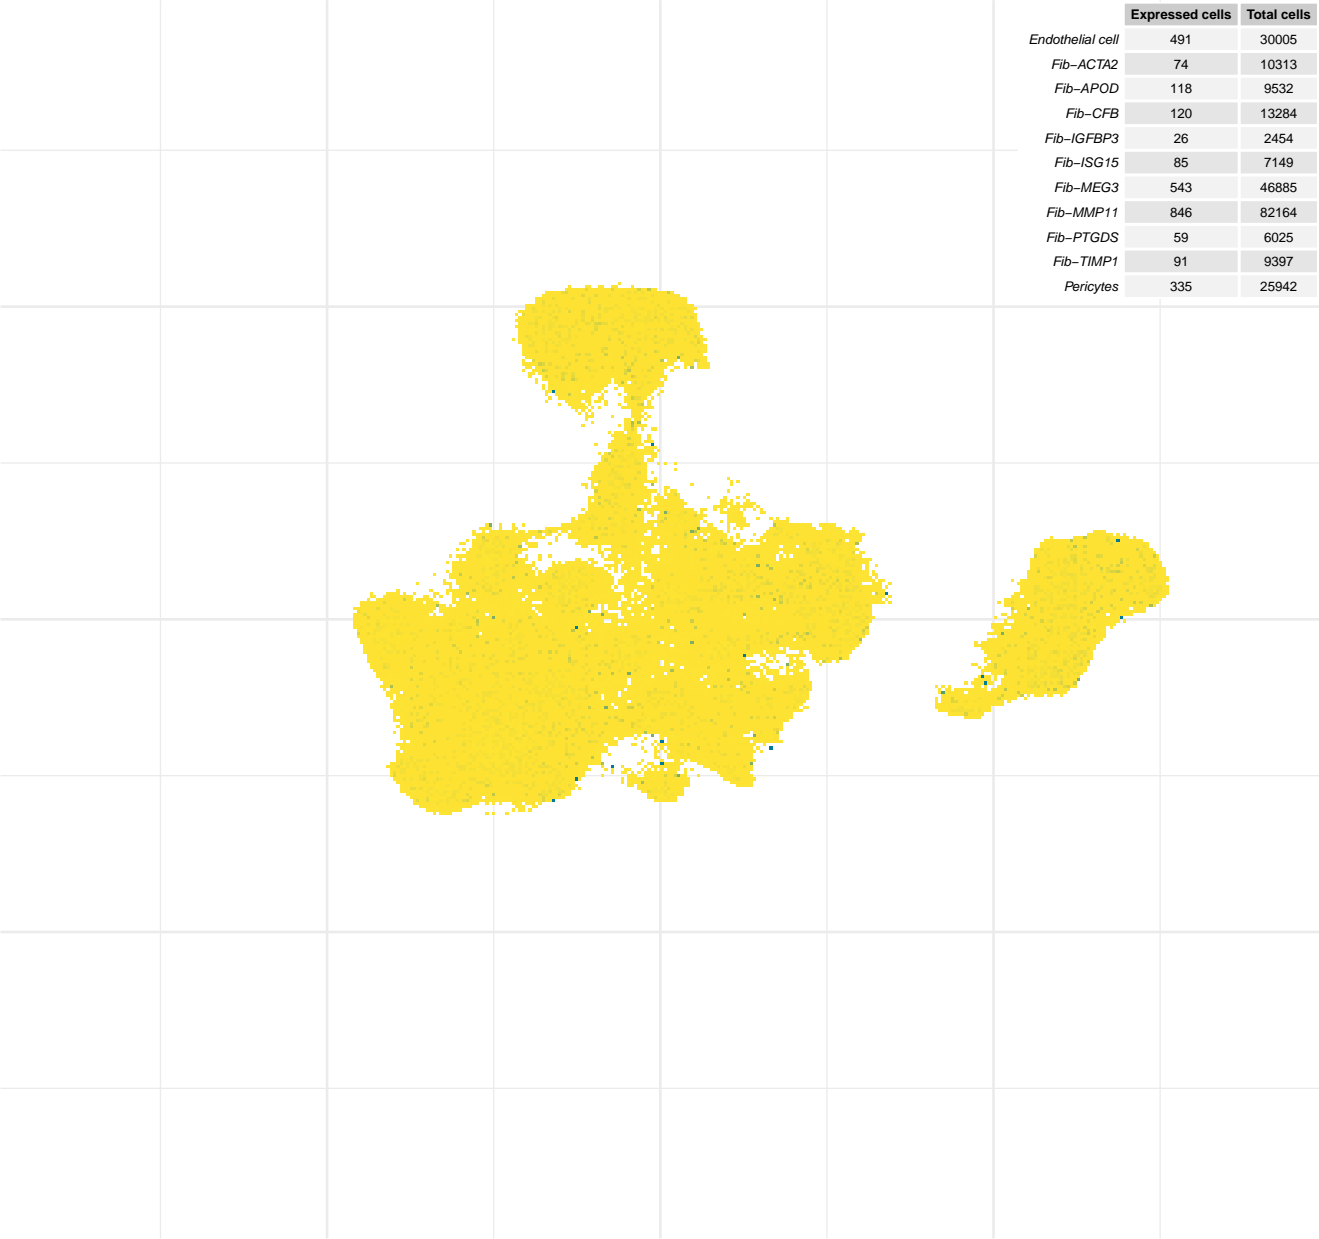 Expressed cells Total cells
Endothelial cell 491 30005
Fib−ACTA2 74 10313
Fib−APOD 118 9532
Fib−CFB 120 13284
Fib−IGFBP3 26 2454
Fib−ISG15 85 7149
Fib−MEG3 543 46885
Fib−MMP11 846 82164
Fib−PTGDS 59 6025
Fib−TIMP1 91 9397
Pericytes 335 25942